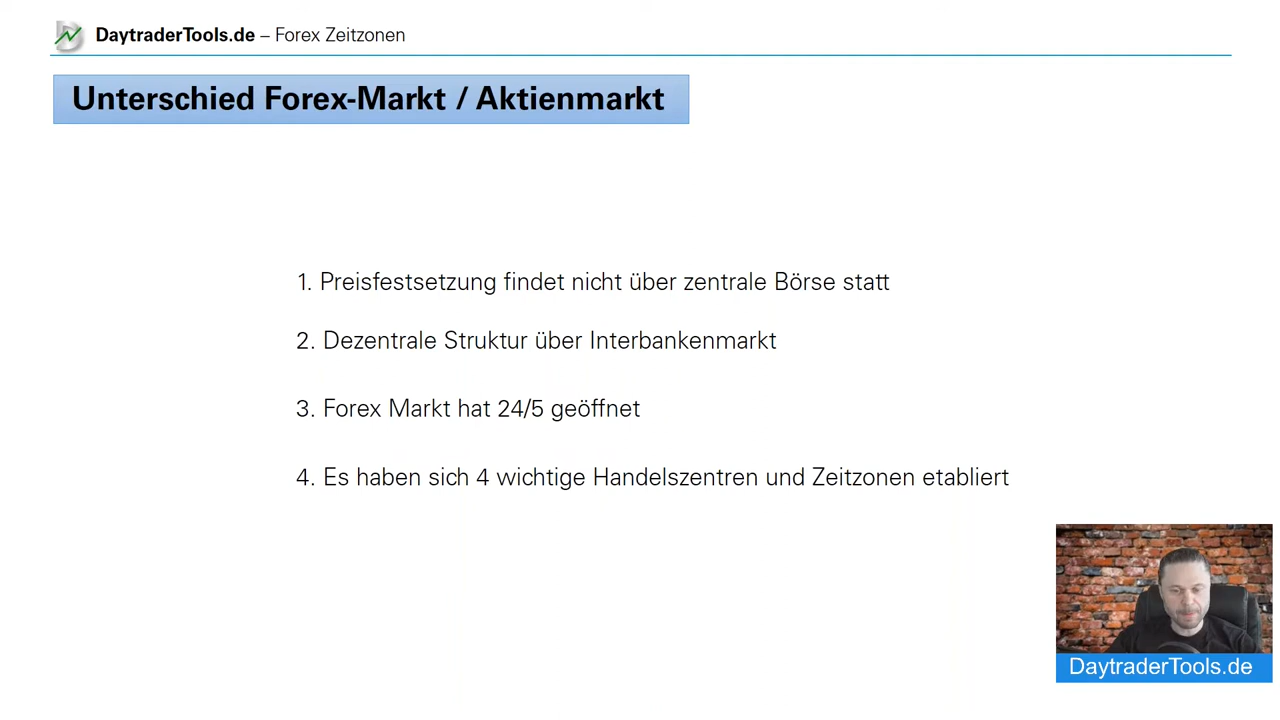 DaytraderTools.de – Forex Zeitzonen
Unterschied Forex-Markt / Aktienmarkt
1. Preisfestsetzung findet nicht über zentrale Börse statt
2. Dezentrale Struktur über Interbankenmarkt
3. Forex Markt hat 24/5 geöffnet
4. Es haben sich 4 wichtige Handelszentren und Zeitzonen etabliert
DaytraderTools.de